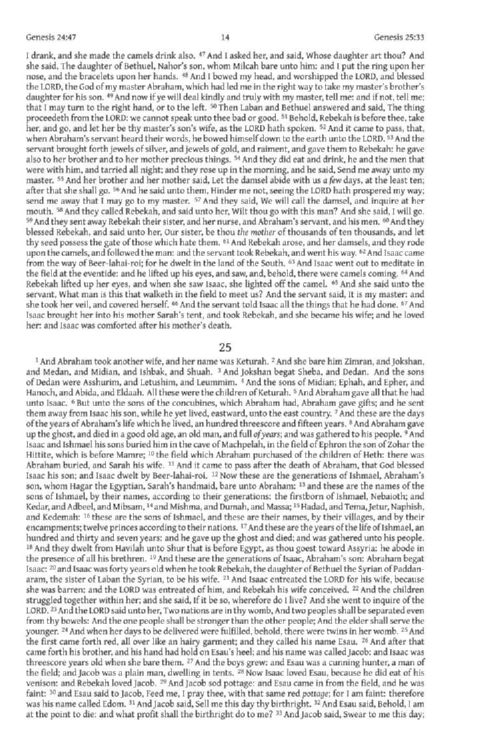 Genesis 24:47 14 Genesis 25:33
I drank, and she made the camels drink also. 47 And I asked her, and said, Whose daughter art thou? And
she said, The daughter of Bethuel, Nahor's son, whom Milcah bare unto him: and I put the ring upon her
nose, and the bracelets upon her hands. 48 And I bowed my head, and worshipped the LORD, and blessed
the LORD, the God of my master Abraham, which had led me in the right way to take my master's brother's
daughter for his son. 49 And now if ye will deal kindly and truly with my master, tell me: and if not, tell me;
that I may turn to the right hand, or to the left. 50 Then Laban and Bethuel answered and said, The thing
proceedeth from the LORD: we cannot speak unto thee bad or good. 51 Behold, Rebekah is before thee, take
her, and go, and let her be thy master's son's wife, as the LORD hath spoken. 52 And it came to pass, that,
when Abraham's servant heard their words, he bowed himself down to the earth unto the LORD. 53 And the
servant brought forth jewels of silver, and jewels of gold, and raiment, and gave them to Rebekah: he gave
also to her brother and to her mother precious things. 54 And they did eat and drink, he and the men that
were with him, and tarried all night; and they rose up in the morning, and he said, Send me away unto my
master. 55 And her brother and her mother said, Let the damsel abide with us a few days, at the least ten;
after that she shall go. 56 And he said unto them, Hinder me not, seeing the LORD hath prospered my way;
send me away that I may go to my master. 57 And they said, We will call the damsel, and inquire at her
mouth. 58 And they called Rebekah, and said unto her, Wilt thou go with this man? And she said, I will go.
59 And they sent away Rebekah their sister, and her nurse, and Abraham's servant, and his men. 60 And they
blessed Rebekah, and said unto her, Our sister, be thou the mother of thousands of ten thousands, and let
thy seed possess the gate of those which hate them. 61 And Rebekah arose, and her damsels, and they rode
upon the camels, and followed the man: and the servant took Rebekah, and went his way. 62 And Isaac came
from the way of Beer-lahai-roi; for he dwelt in the land of the South. 63 And Isaac went out to meditate in
the field at the eventide: and he lifted up his eyes, and saw, and, behold, there were camels coming. 64 And
Rebekah lifted up her eyes, and when she saw Isaac, she lighted off the camel. 65 And she said unto the
servant, What man is this that walketh in the field to meet us? And the servant said, It is my master: and
she took her veil, and covered herself. 66 And the servant told Isaac all the things that he had done. 67 And
Isaac brought her into his mother Sarah's tent, and took Rebekah, and she became his wife; and he loved
her: and Isaac was comforted after his mother's death.
25
1 And Abraham took another wife, and her name was Keturah. 2 And she bare him Zimran, and Jokshan,
and Medan, and Midian, and Ishbak, and Shuah. 3 And Jokshan begat Sheba, and Dedan. And the sons
of Dedan were Asshurim, and Letushim, and Leummim. 4 And the sons of Midian; Ephah, and Epher, and
Hanoch, and Abida, and Eldaah. All these were the children of Keturah. 5 And Abraham gave all that he had
unto Isaac. 6 But unto the sons of the concubines, which Abraham had, Abraham gave gifts; and he sent
them away from Isaac his son, while he yet lived, eastward, unto the east country. 7 And these are the days
of the years of Abraham's life which he lived, an hundred threescore and fifteen years. 8 And Abraham gave
up the ghost, and died in a good old age, an old man, and full of years; and was gathered to his people. 9 And
Isaac and Ishmael his sons buried him in the cave of Machpelah, in the field of Ephron the son of Zohar the
Hittite, which is before Mamre; 10 the field which Abraham purchased of the children of Heth: there was
Abraham buried, and Sarah his wife. 11 And it came to pass after the death of Abraham, that God blessed
Isaac his son; and Isaac dwelt by Beer-lahai-roi. 12 Now these are the generations of Ishmael, Abraham's
son, whom Hagar the Egyptian, Sarah's handmaid, bare unto Abraham: 13 and these are the names of the
sons of Ishmael, by their names, according to their generations: the firstborn of Ishmael, Nebaioth; and
Kedar, and Adbeel, and Mibsam, 14 and Mishma, and Dumah, and Massa; 15 Hadad, and Tema, Jetur, Naphish,
and Kedemah: 16 these are the sons of Ishmael, and these are their names, by their villages, and by their
encampments; twelve princes according to their nations. 17 And these are the years of the life of Ishmael, an
hundred and thirty and seven years: and he gave up the ghost and died; and was gathered unto his people.
18 And they dwelt from Havilah unto Shur that is before Egypt, as thou goest toward Assyria: he abode in
the presence of all his brethren. 19 And these are the generations of Isaac, Abraham's son: Abraham begat
Isaac: 20 and Isaac was forty years old when he took Rebekah, the daughter of Bethuel the Syrian of Paddan-
aram, the sister of Laban the Syrian, to be his wife. 21 And Isaac entreated the LORD for his wife, because
she was barren: and the LORD was entreated of him, and Rebekah his wife conceived. 22 And the children
struggled together within her; and she said, If it be so, wherefore do I live? And she went to inquire of the
LORD. 23 And the LORD said unto her, Two nations are in thy womb, And two peoples shall be separated even
from thy bowels: And the one people shall be stronger than the other people; And the elder shall serve the
younger. 24 And when her days to be delivered were fulfilled, behold, there were twins in her womb. 25 And
the first came forth red, all over like an hairy garment; and they called his name Esau. 26 And after that
came forth his brother, and his hand had hold on Esau's heel; and his name was called Jacob: and Isaac was
threescore years old when she bare them. 27 And the boys grew: and Esau was a cunning hunter, a man of
the field; and Jacob was a plain man, dwelling in tents. 28 Now Isaac loved Esau, because he did eat of his
venison: and Rebekah loved Jacob. 29 And Jacob sod pottage: and Esau came in from the field, and he was
faint: 30 and Esau said to Jacob, Feed me, I pray thee, with that same red pottage; for I am faint: therefore
was his name called Edom. 31 And Jacob said, Sell me this day thy birthright. 32 And Esau said, Behold, I am
at the point to die: and what profit shall the birthright do to me? 33 And Jacob said, Swear to me this day;